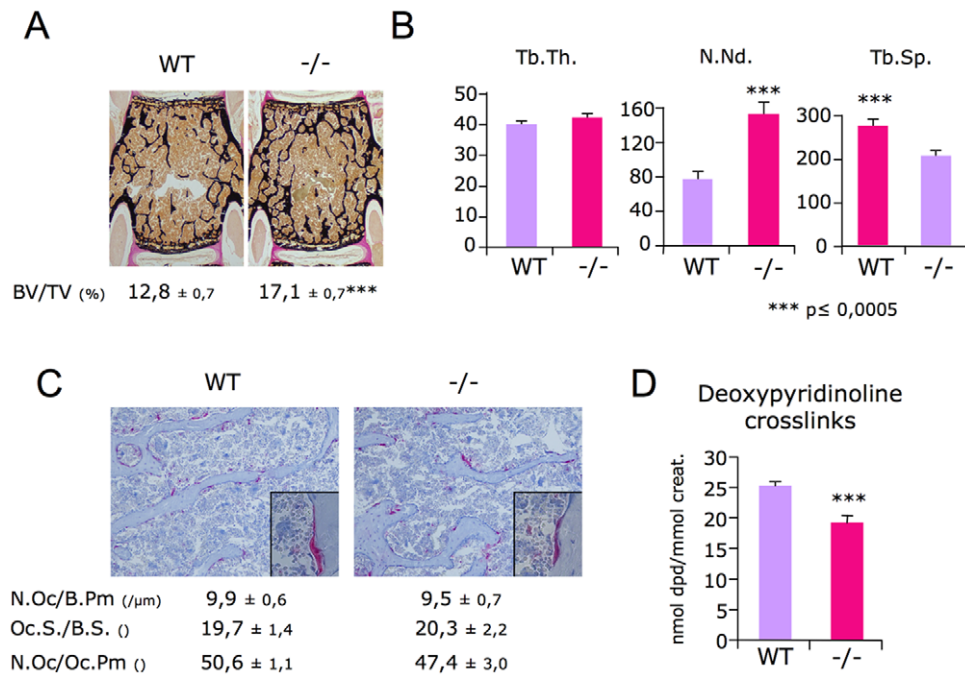 A
WT -/-
BV/TV (%) 12,8 ± 0,7 17,1 ± 0,7***
B
Tb.Th. N.Nd. Tb.Sp.
50
40
30
20
10
0
WT -/-
***
160
120
80
40
0
WT -/-
***
300
200
100
0
WT -/-
*** p≤ 0,0005
C
WT -/-
N.Oc/B.Pm (/µm) 9,9 ± 0,6 9,5 ± 0,7
Oc.S./B.S. () 19,7 ± 1,4 20,3 ± 2,2
N.Oc/Oc.Pm () 50,6 ± 1,1 47,4 ± 3,0
D
Deoxypyridinoline
crosslinks
nmol dpd/mmol creat.
30
25
20
15
10
5
0
***
WT -/-